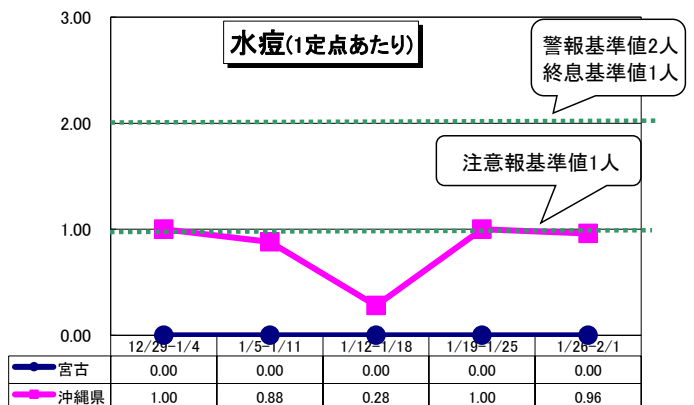 水痘(1定点あたり)
警報基準値2人
終息基準値1人
注意報基準値1人
3.00
2.00
1.00
0.00
12/29-1/4 1/5-1/11 1/12-1/18 1/19-1/25 1/26-2/1
宮古 0.00 0.00 0.00 0.00 0.00
沖縄県 1.00 0.88 0.28 1.00 0.96